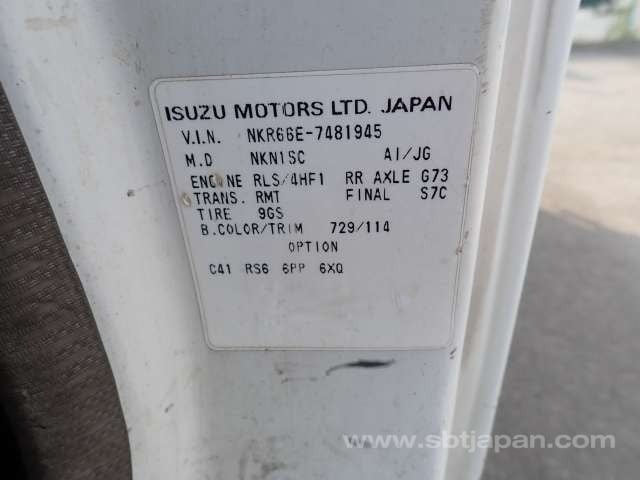 ISUZU MOTORS LTD. JAPAN
V.I.N. NKR66E-7481945
M.D NKN1SC A1/JG
ENGINE RLS/4HF1 RR AXLE G73
TRANS. RMT FINAL S7C
TIRE 9GS
B.COLOR/TRIM 729/114
OPTION
C41 RS6 6PP 6XQ
www.sbtjapan.com